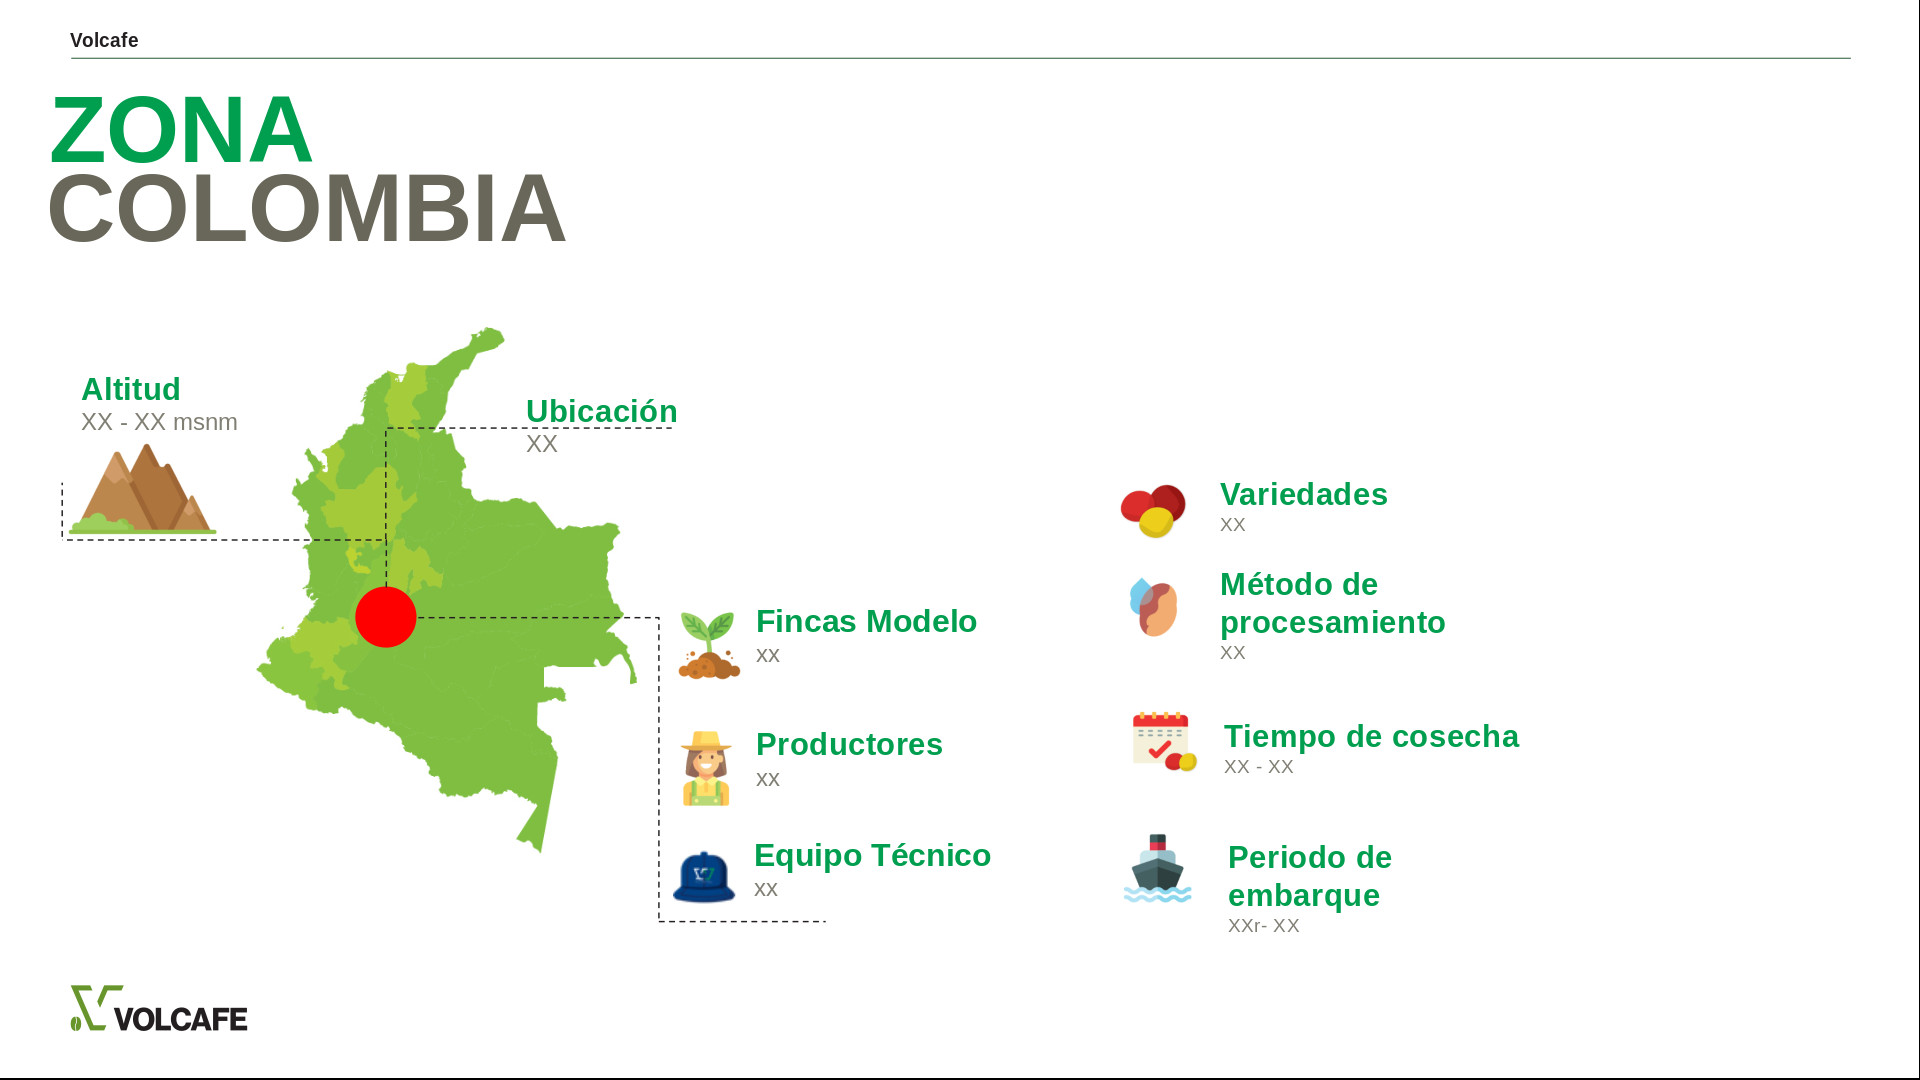 Volcafe
ZONA
COLOMBIA
Altitud
XX - XX msnm
Ubicación
XX
Fincas Modelo
xx
Productores
xx
Equipo Técnico
xx
Variedades
XX
Método de
procesamiento
XX
Tiempo de cosecha
XX - XX
Periodo de
embarque
XXr- XX
VOLCAFE